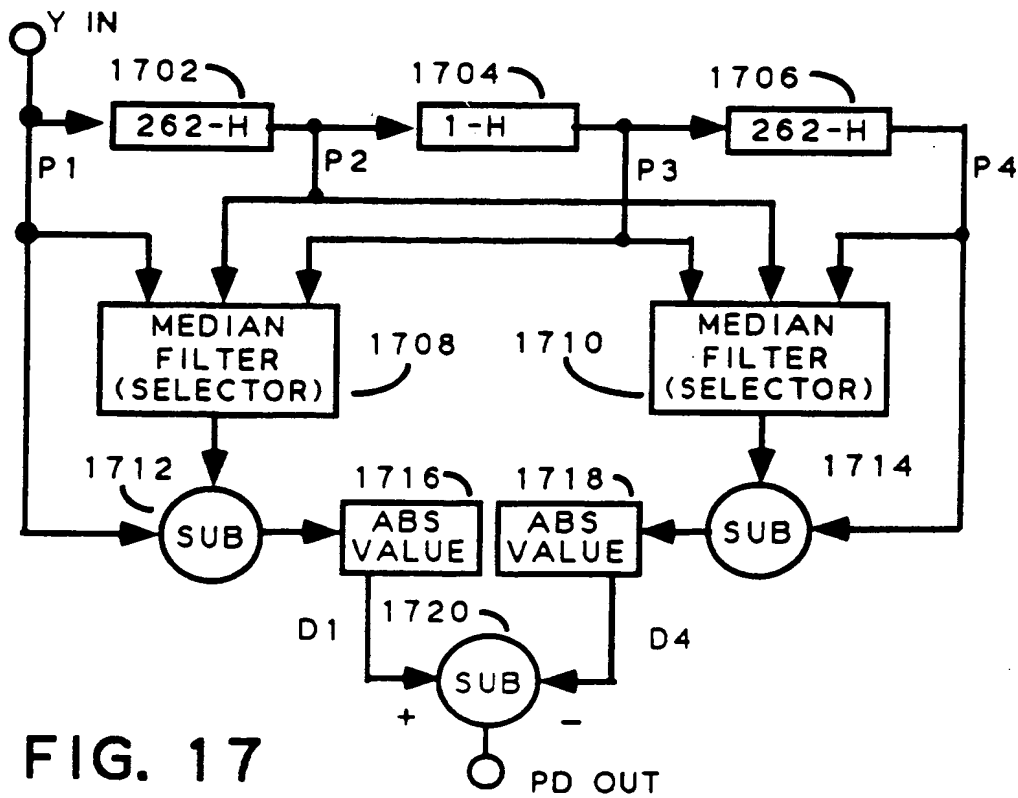 Y IN
1702
1704
1706
262-H
1-H
262-H
P1
P2
P3
P4
MEDIAN
FILTER
(SELECTOR)
1708
1710
MEDIAN
FILTER
(SELECTOR)
1712
SUB
1716
ABS
VALUE
1718
ABS
VALUE
1714
SUB
D1
1720
D4
SUB
+
-
FIG. 17
PD OUT